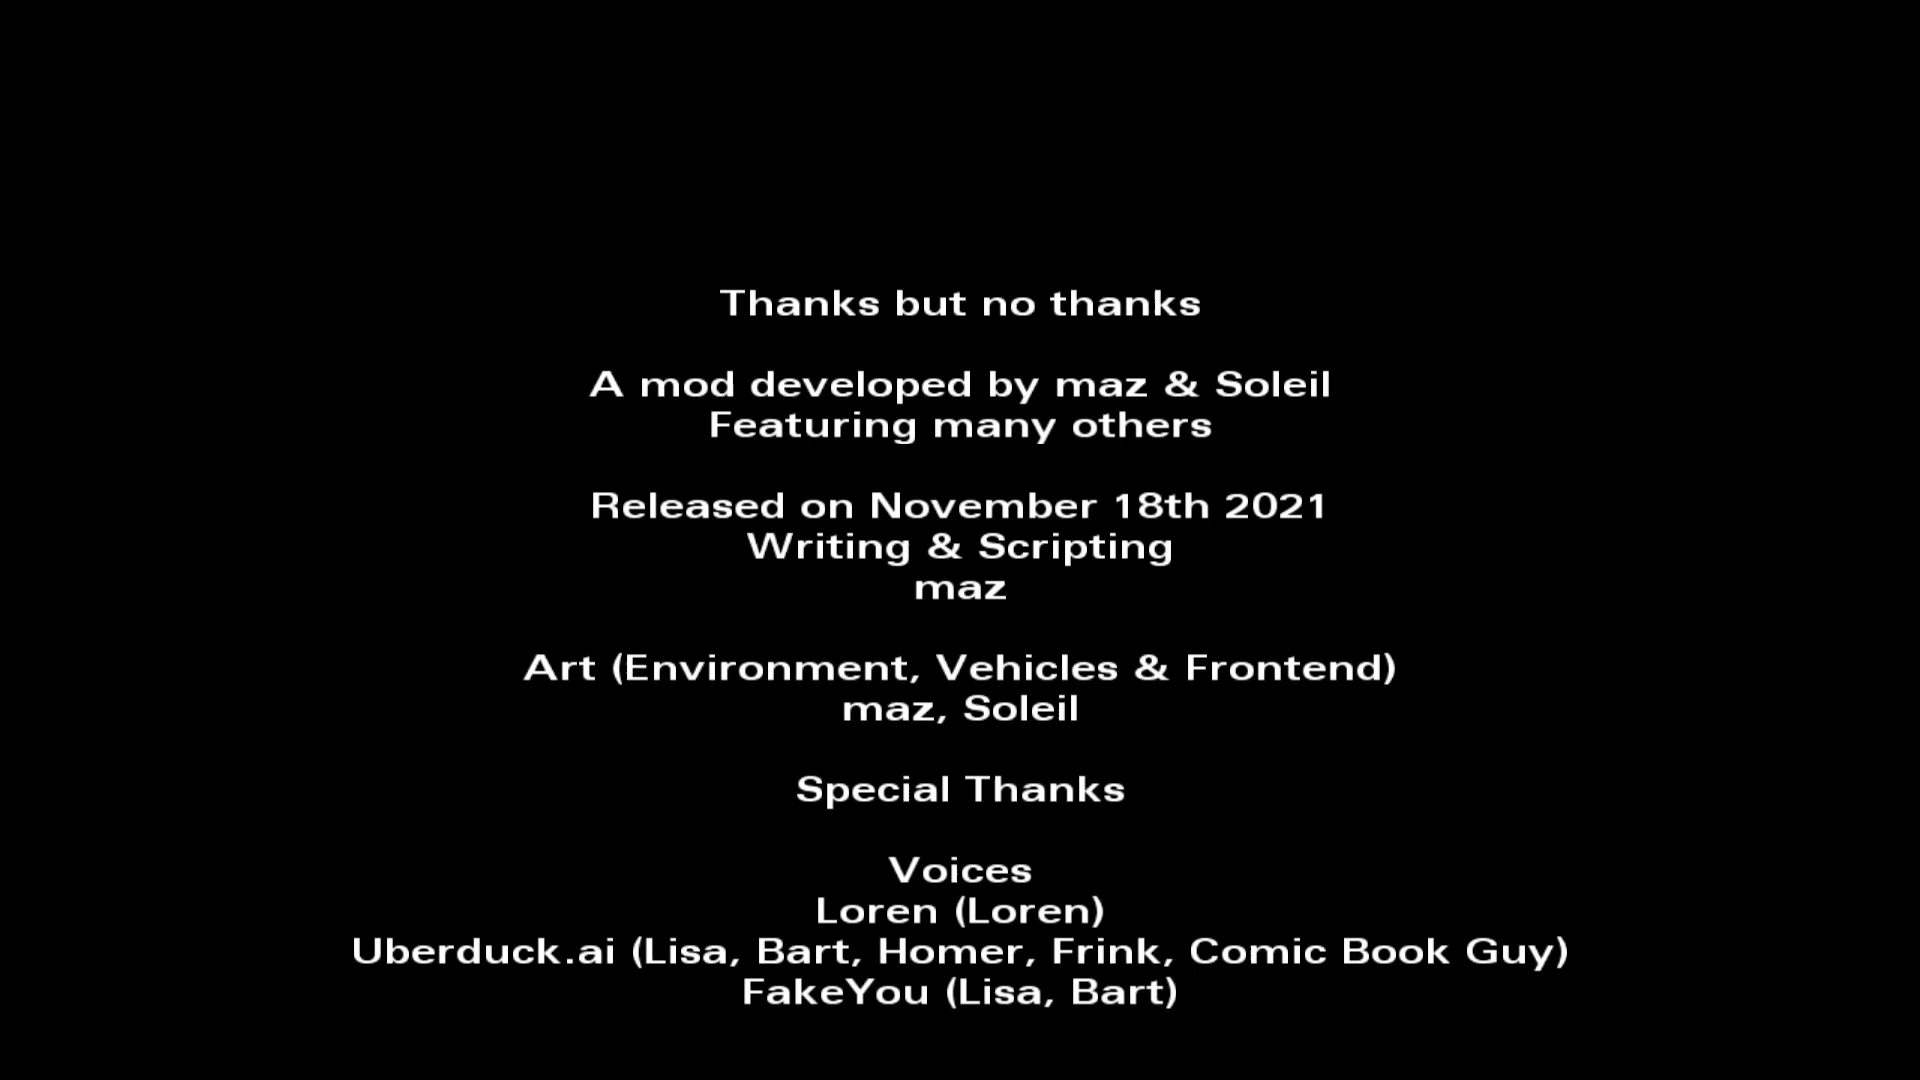 Thanks but no thanks
A mod developed by maz & Soleil
Featuring many others
Released on November 18th 2021
Writing & Scripting
maz
Art (Environment, Vehicles & Frontend)
maz, Soleil
Special Thanks
Voices
Loren (Loren)
Uberduck.ai (Lisa, Bart, Homer, Frink, Comic Book Guy)
FakeYou (Lisa, Bart)